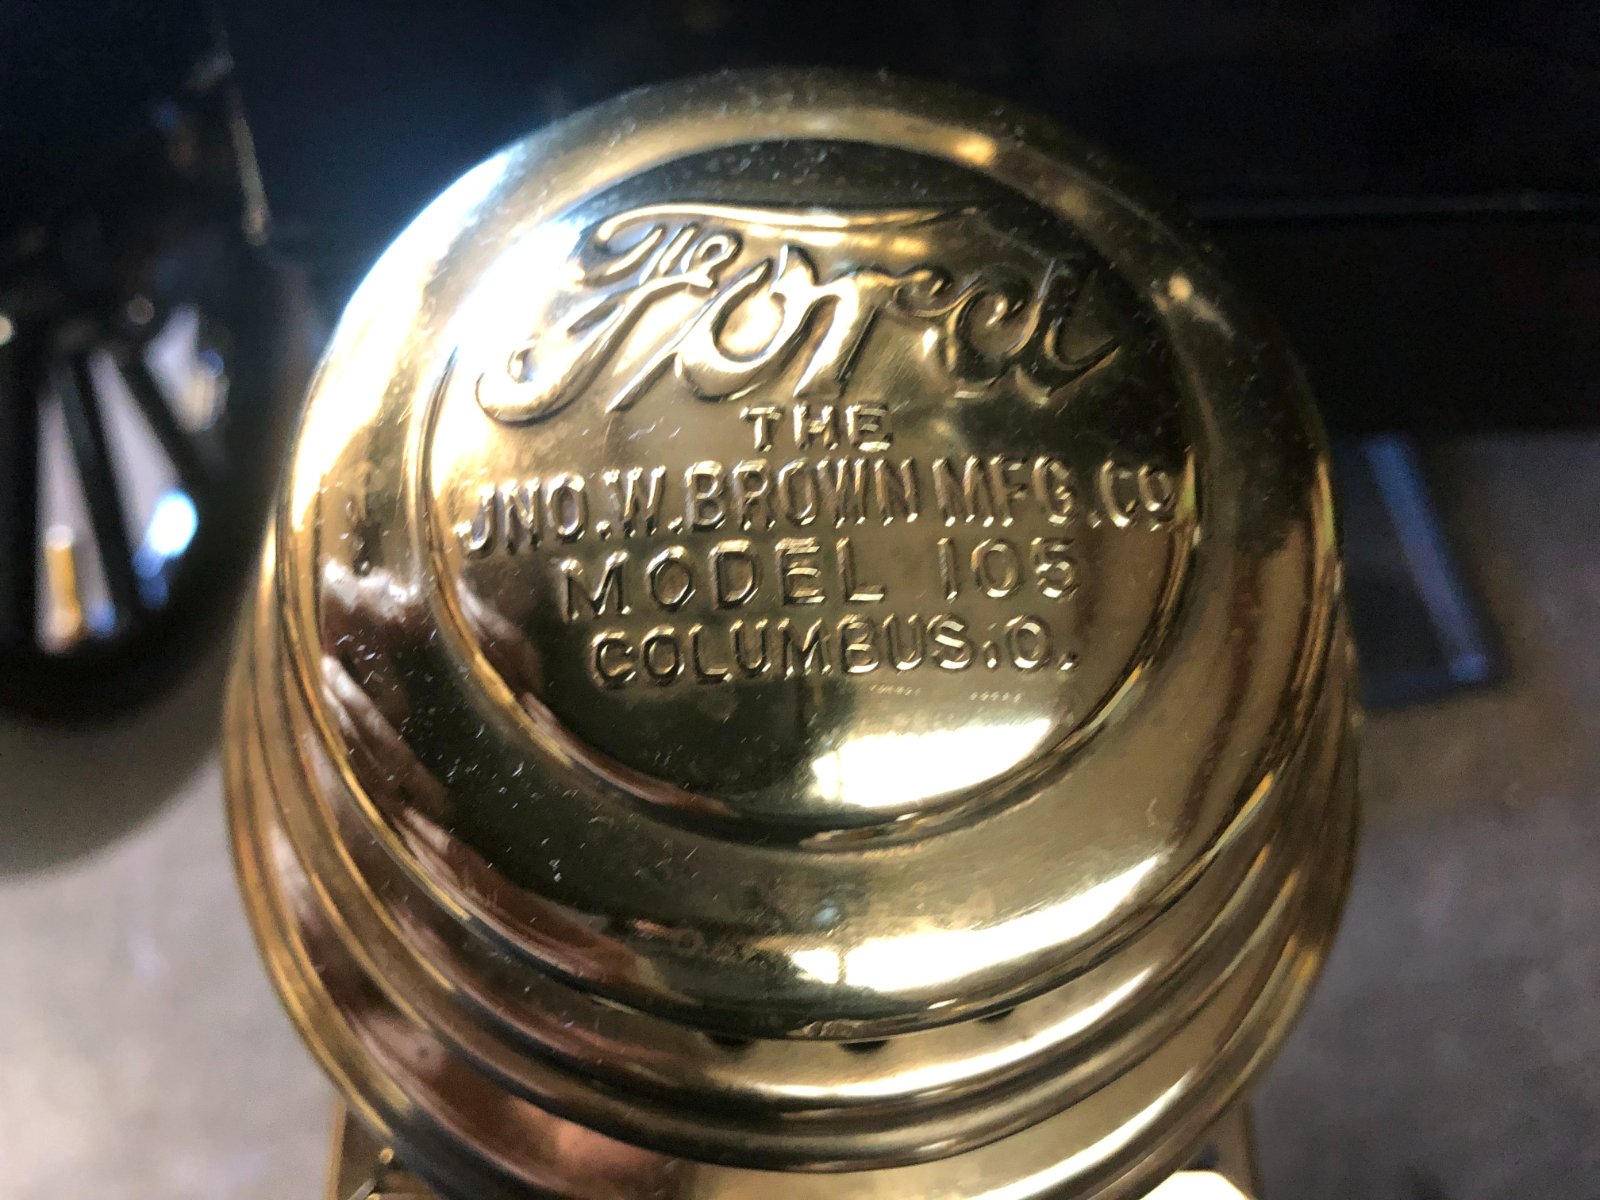 The
Ford
THE
JNO.W.BROWN MFG.CO
MODEL 105
COLUMBUS.O.